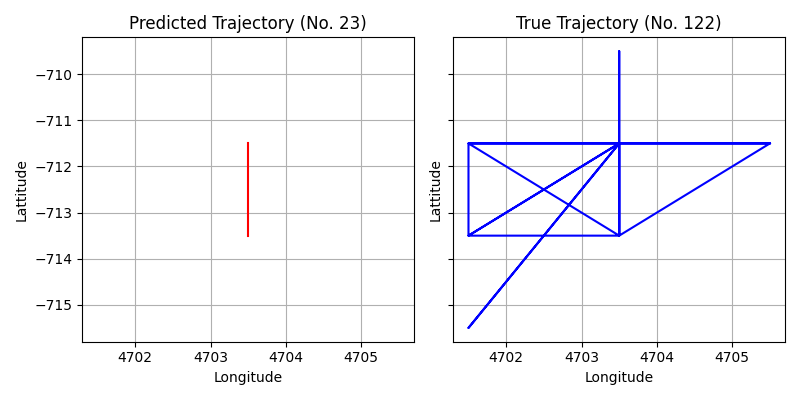 Predicted Trajectory (No. 23)
True Trajectory (No. 122)
Lattitude
−710
−711
−712
−713
−714
−715
4702
4703
4704
4705
Longitude
Lattitude
4702
4703
4704
4705
Longitude